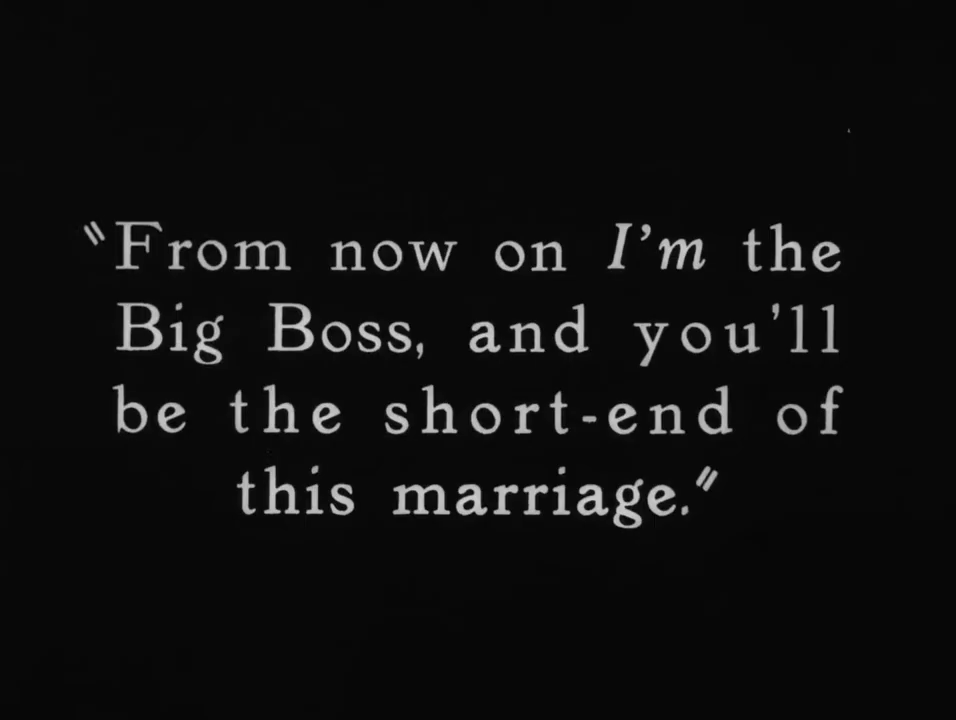 "From now on I'm the
Big Boss, and you'll
be the short-end of
this marriage."